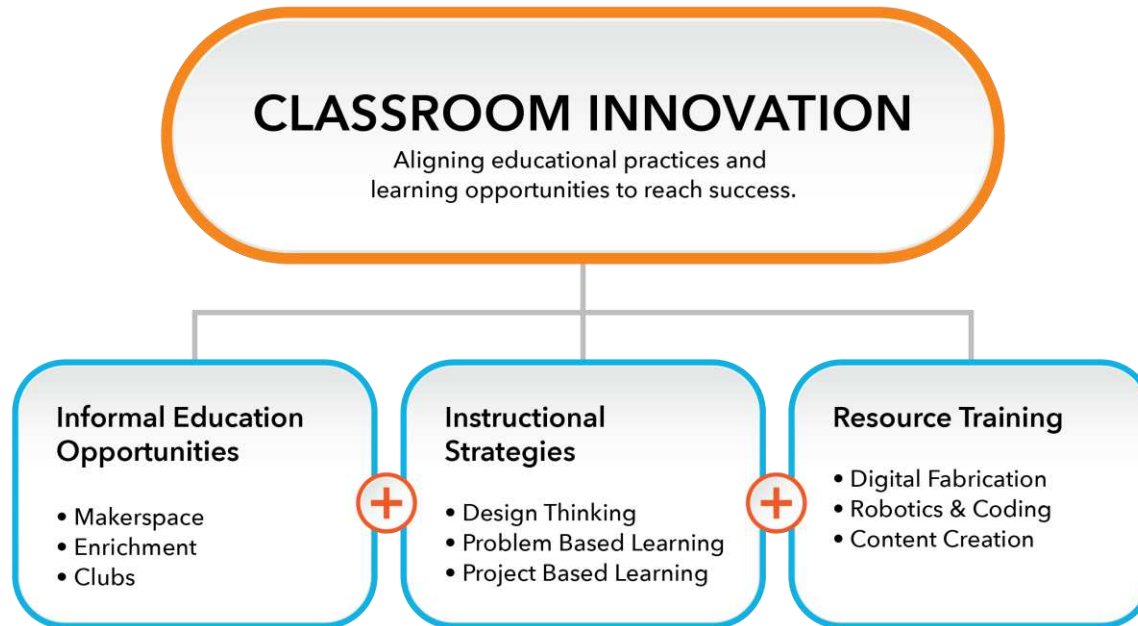 CLASSROOM INNOVATION
Aligning educational practices and
learning opportunities to reach success.
Informal Education
Opportunities
• Makerspace
• Enrichment
• Clubs
Instructional
Strategies
• Design Thinking
• Problem Based Learning
• Project Based Learning
Resource Training
• Digital Fabrication
• Robotics & Coding
• Content Creation